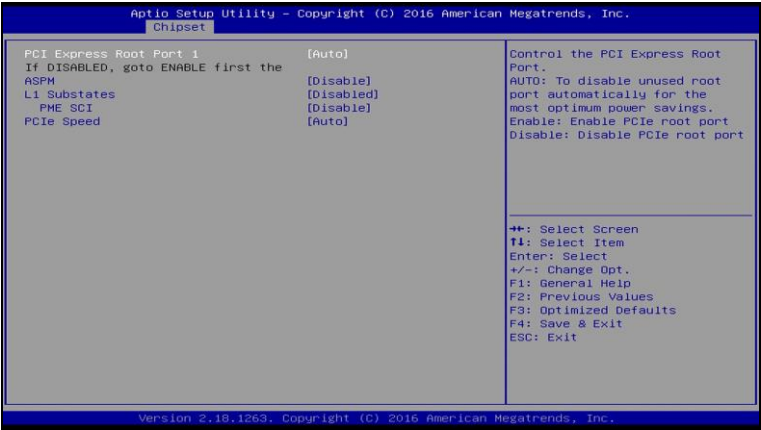 Aptio Setup Utility – Copyright (C) 2016 American Megatrends, Inc.
Chipset
PCI Express Root Port 1 [Auto]
If DISABLED, goto ENABLE first the
ASPM [Disable]
L1 Substates [Disabled]
PME SCI [Disable]
PCIe Speed [Auto]
Control the PCI Express Root
Port.
AUTO: To disable unused root
port automatically for the
most optimum power savings.
Enable: Enable PCIe root port
Disable: Disable PCIe root port
→←: Select Screen
↑↓: Select Item
Enter: Select
+/-: Change Opt.
F1: General Help
F2: Previous Values
F3: Optimized Defaults
F4: Save & Exit
ESC: Exit
Version 2.18.1263. Copyright (C) 2016 American Megatrends, Inc.